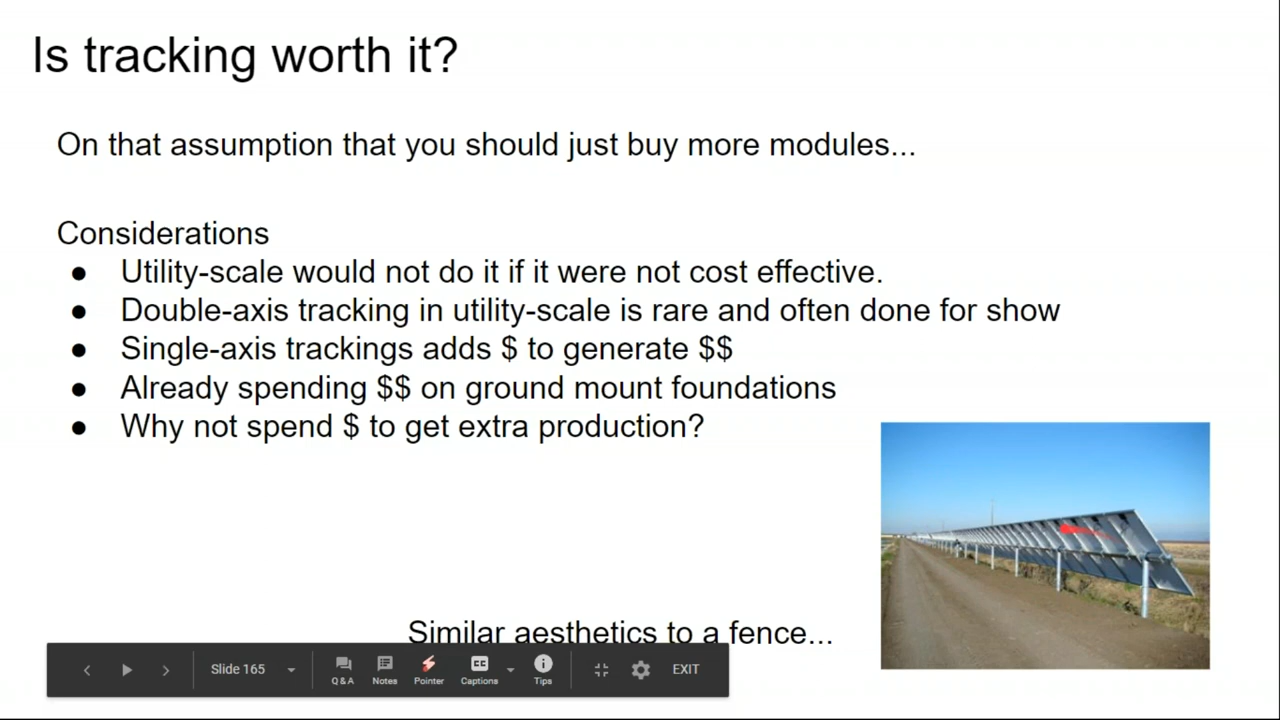 Is tracking worth it?
On that assumption that you should just buy more modules...
Considerations
● Utility-scale would not do it if it were not cost effective.
● Double-axis tracking in utility-scale is rare and often done for show
● Single-axis trackings adds $ to generate $$
● Already spending $$ on ground mount foundations
● Why not spend $ to get extra production?
Similar aesthetics to a fence...
Slide 165
Q&A Notes Pointer CC Captions Tips EXIT